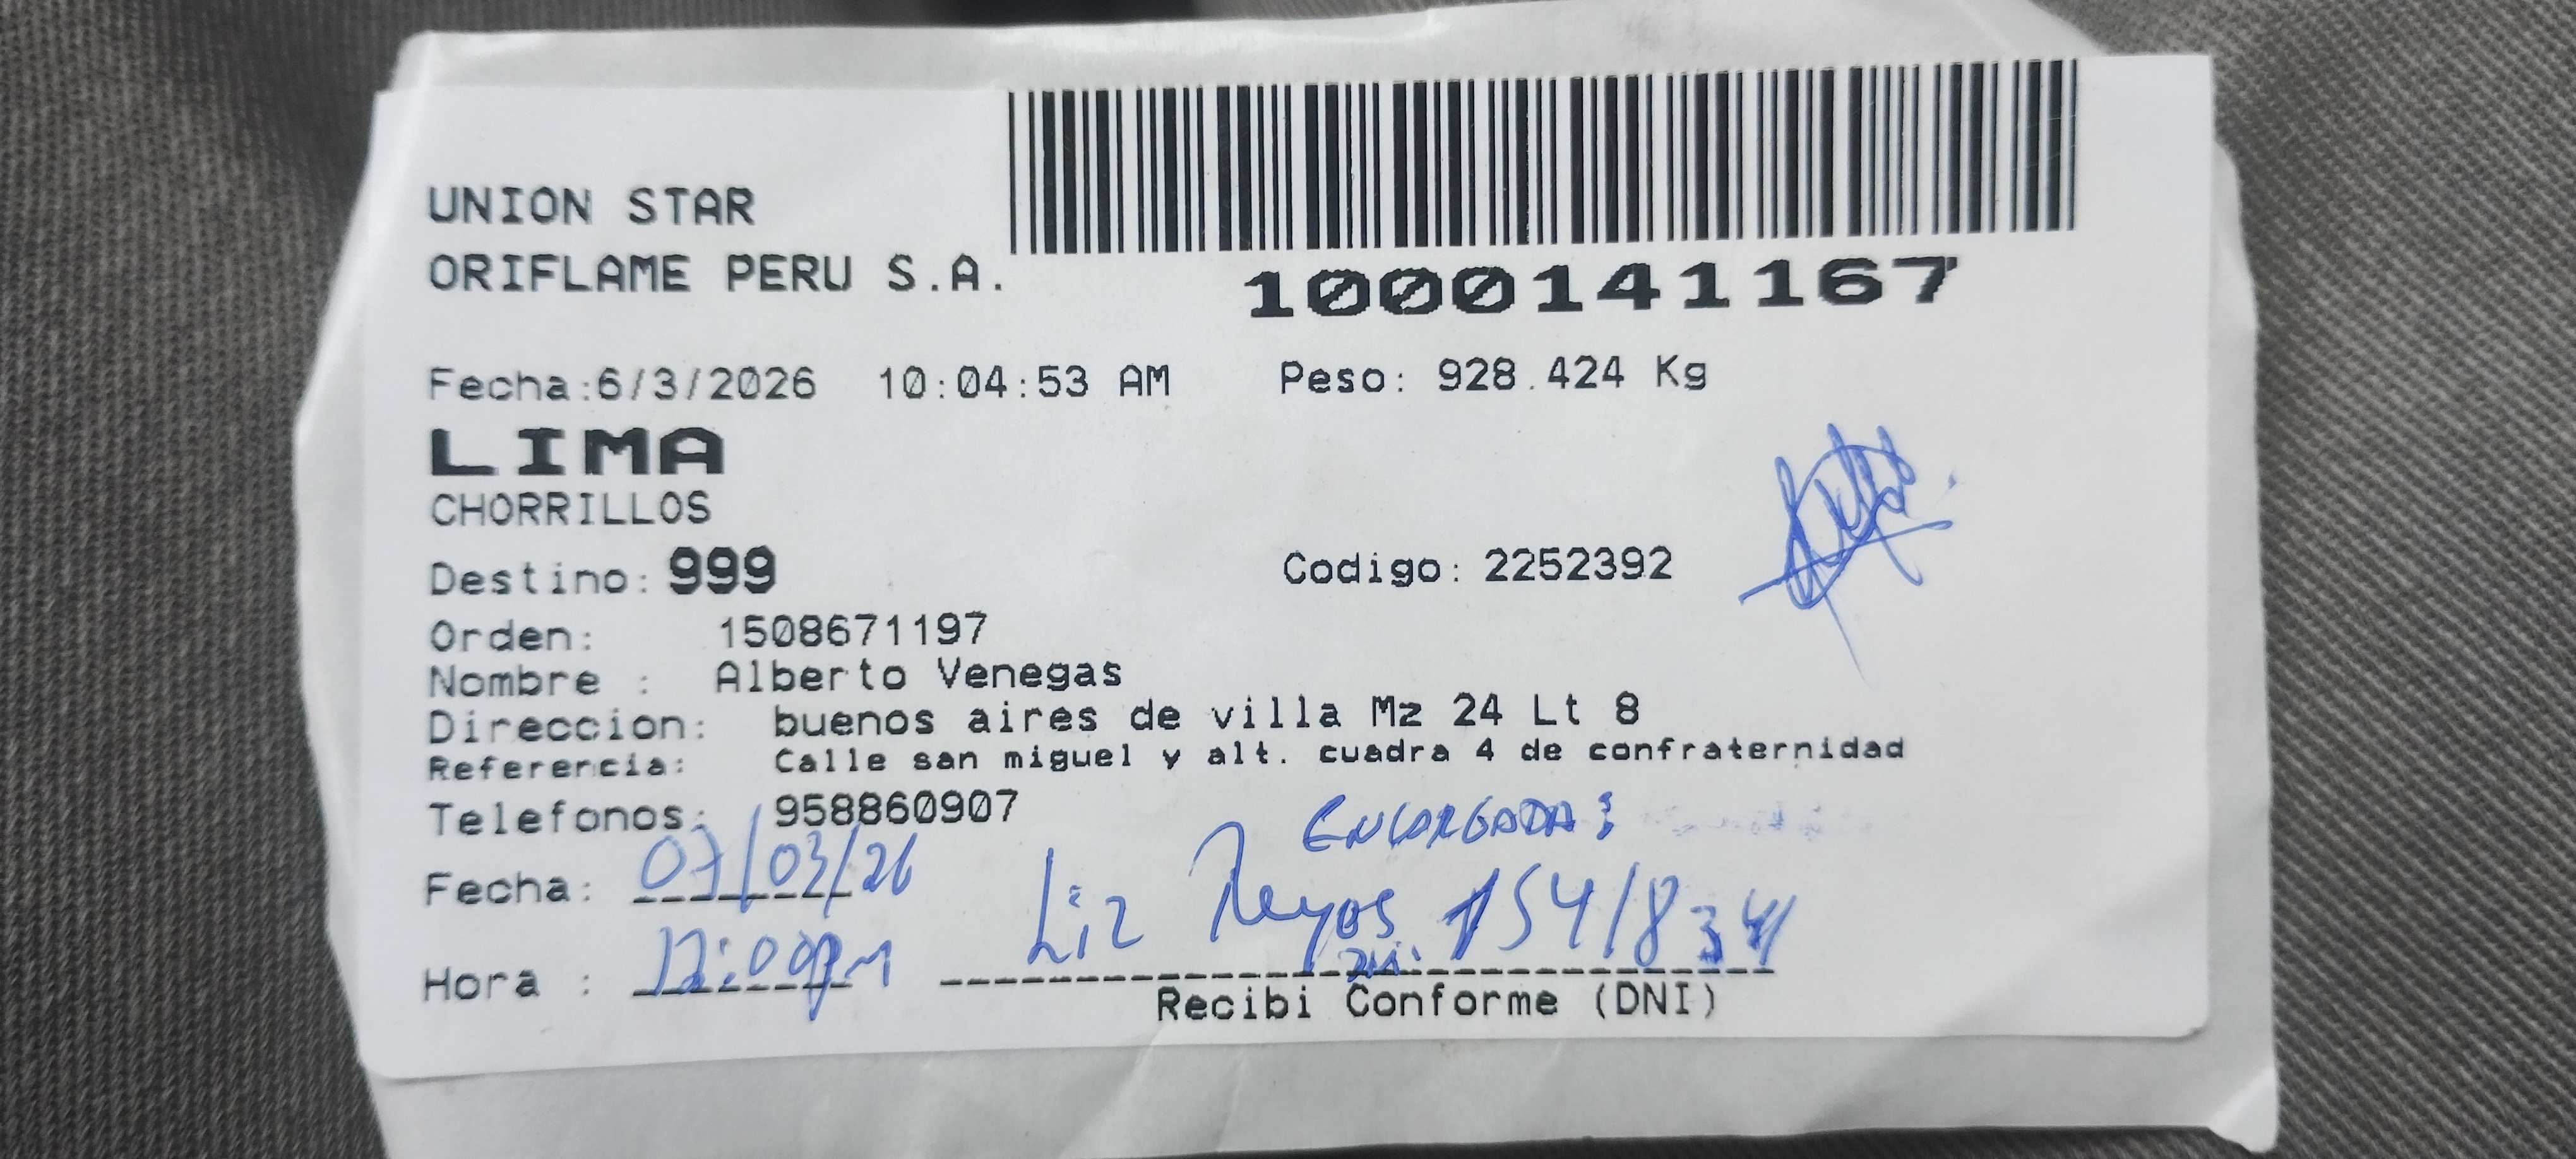 UNION STAR
ORIFLAME PERU S.A.
1000141167
Fecha:6/3/2026 10:04:53 AM Peso: 928.424 Kg
LIMA
CHORRILLOS
Destino: 999 Codigo: 2252392
Orden: 1508671197
Nombre : Alberto Venegas
Direccion: buenos aires de villa Mz 24 Lt 8
Referencia: Calle san miguel y alt. cuadra 4 de confraternidad
Telefonos: 958860907
ENCARGADA:
Fecha: 07/03/26
Liz Reyos
Hora : 12:00pm
Recibi Conforme (DNI)